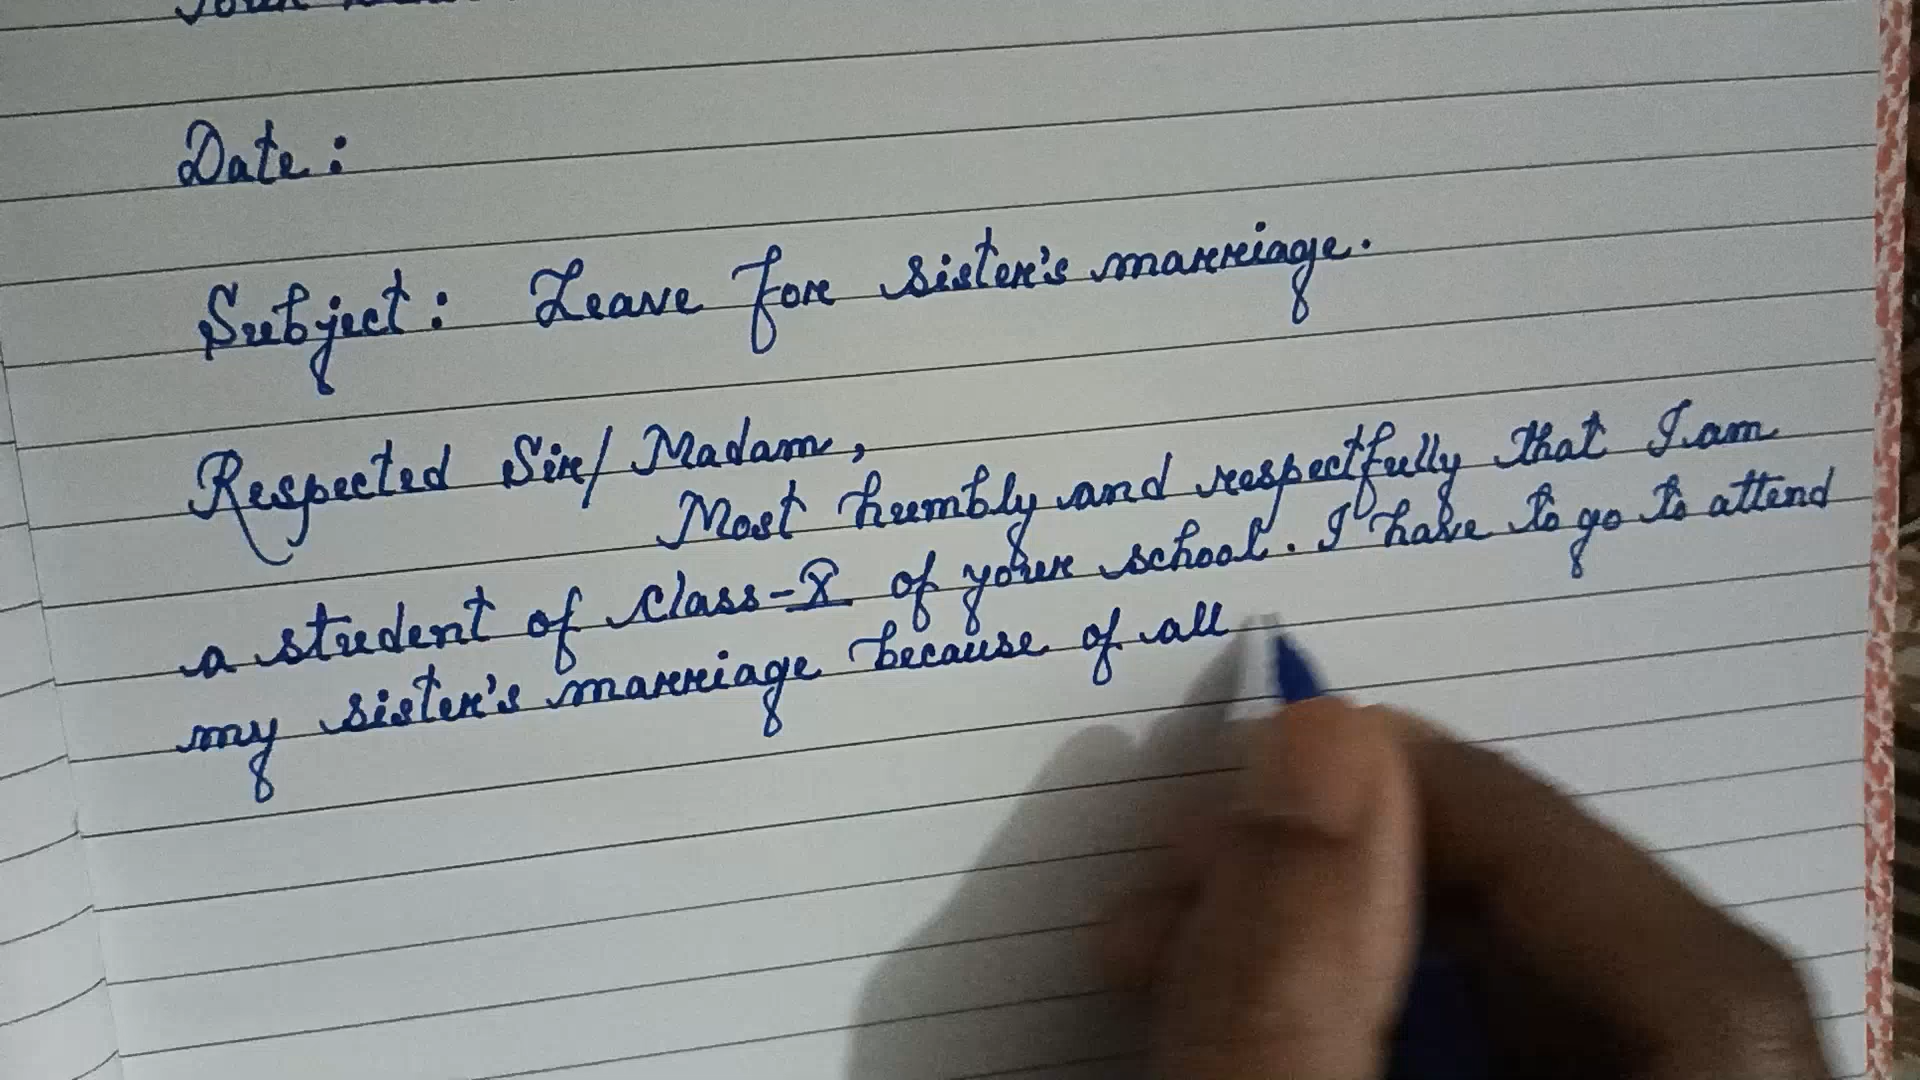 Date:
Subject: Leave for sister's marriage.
Respected Sir/Madam,
Most humbly and respectfully that I am
a student of class-X of your school. I have to go to attend
my sister's marriage because of all